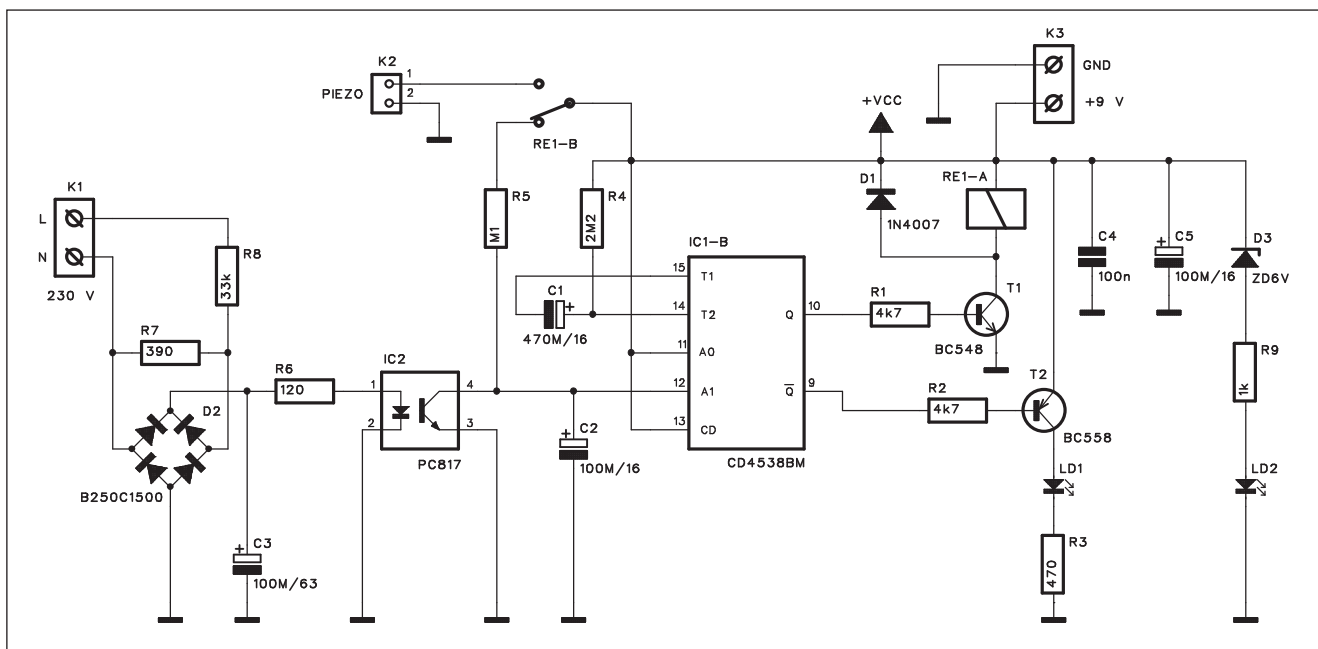 K3
K2
1
GND
PIEZO
2
+VCC
+9 V
RE1-B
K1
D1
RE1-A
R5
R4
L
1N4007
M1
2M2
IC1-B
C4
C5
+
D3
N
R8
100n
100M/16
ZD6V
33k
15
T1
C1
+
R1
T1
230 V
14
T2
Q
10
4k7
470M/16
R7
R9
390
BC548
1k
11
A0
IC2
R6
T2
120
1
4
12
A1
Q
9
R2
D2
4k7
2
3
13
CD
+
C2
BC558
PC817
100M/16
CD4538BM
LD1
LD2
B250C1500
+
C3
R3
100M/63
470